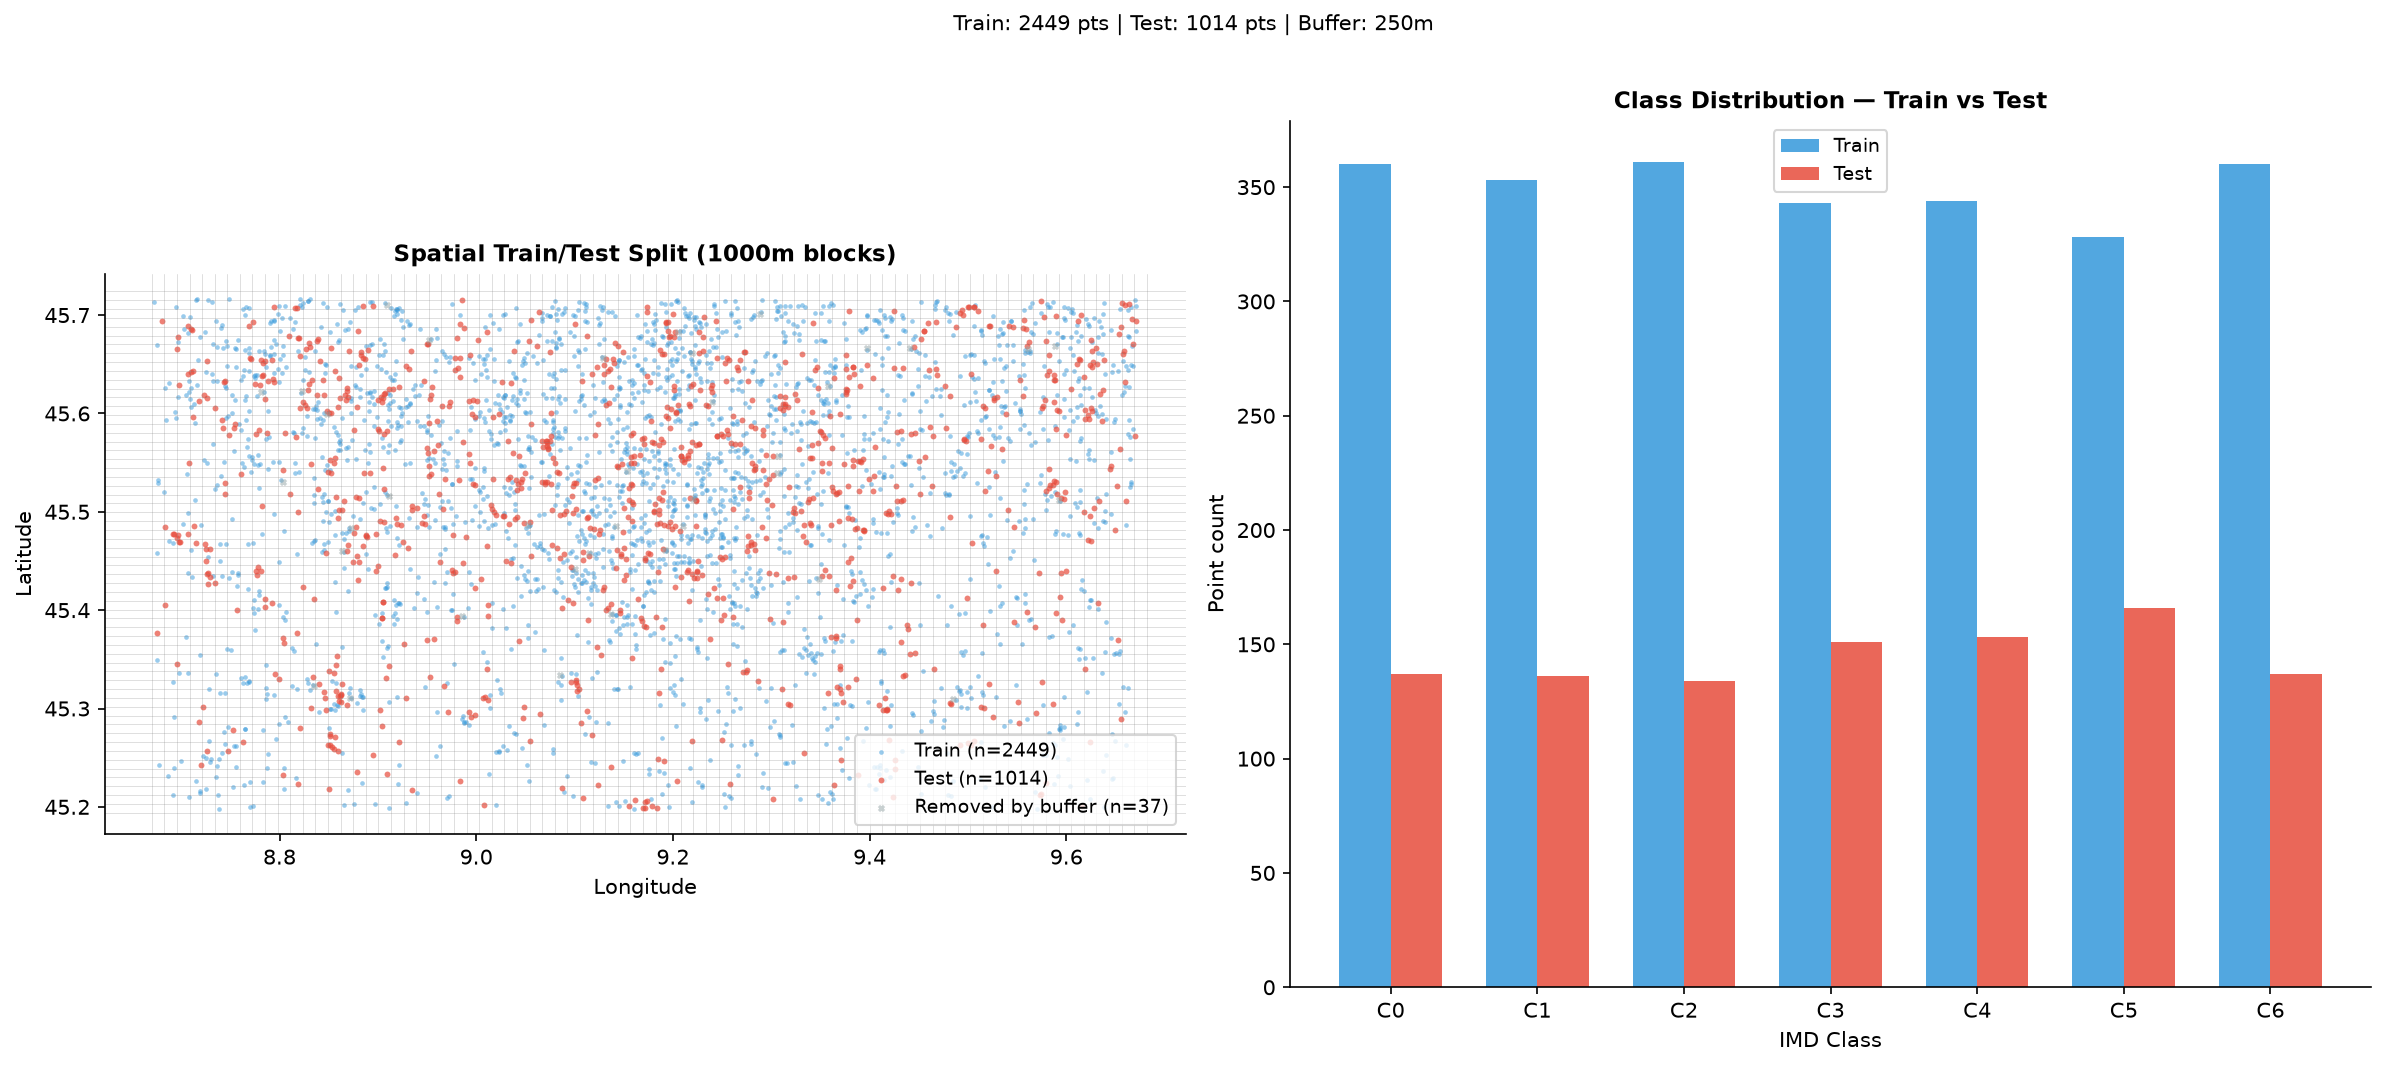 Train: 2449 pts | Test: 1014 pts | Buffer: 250m
Spatial Train/Test Split (1000m blocks)
45.7
45.6
45.5
45.4
45.3
45.2
Latitude
8.8 9.0 9.2 9.4 9.6
Longitude
Train (n=2449)
Test (n=1014)
Removed by buffer (n=37)
Class Distribution — Train vs Test
Train
Test
350
300
250
200
150
100
50
0
Point count
C0 C1 C2 C3 C4 C5 C6
IMD Class